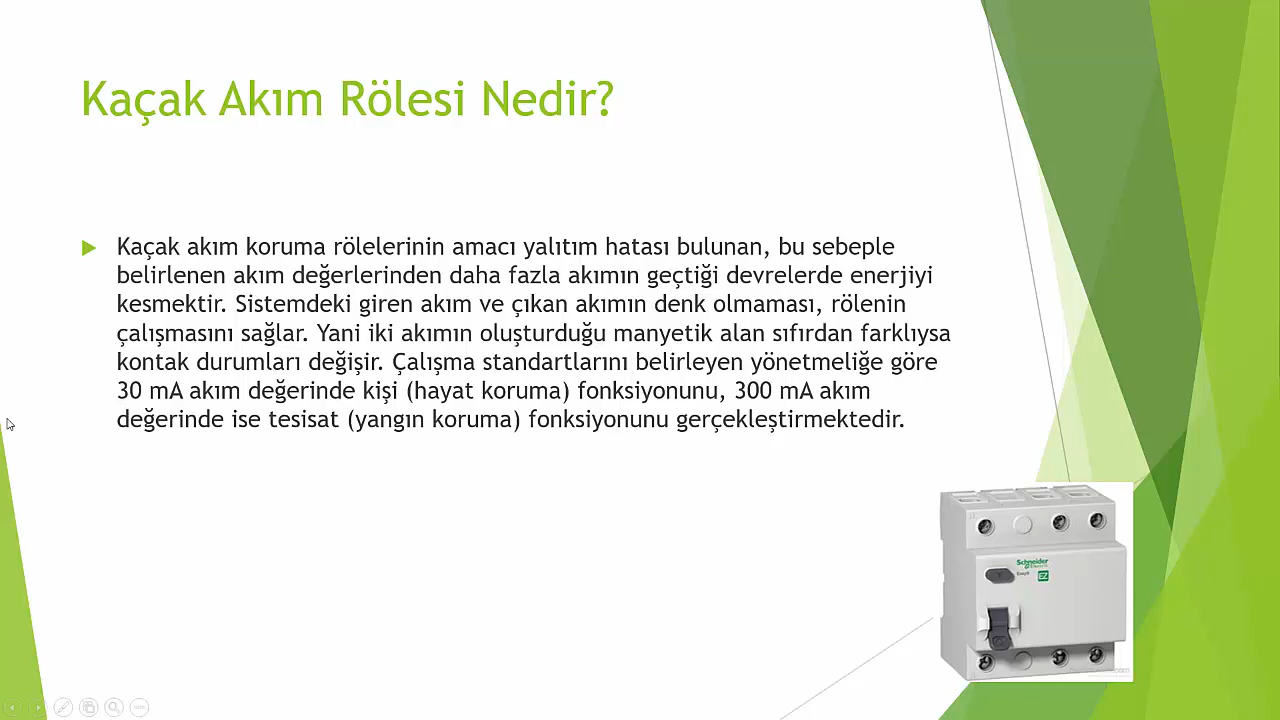 Kaçak Akım Rölesi Nedir?
Kaçak akım koruma rölelerinin amacı yalıtım hatası bulunan, bu sebeple
belirlenen akım değerlerinden daha fazla akımın geçtiği devrelerde enerjiyi
kesmektir. Sistemdeki giren akım ve çıkan akımın denk olmaması, rölenin
çalışmasını sağlar. Yani iki akımın oluşturduğu manyetik alan sıfırdan farklıysa
kontak durumları değişir. Çalışma standartlarını belirleyen yönetmeliğe göre
30 mA akım değerinde kişi (hayat koruma) fonksiyonunu, 300 mA akım
değerinde ise tesisat (yangın koruma) fonksiyonunu gerçekleştirmektedir.
Schneider
Electric
Easy9
EZ